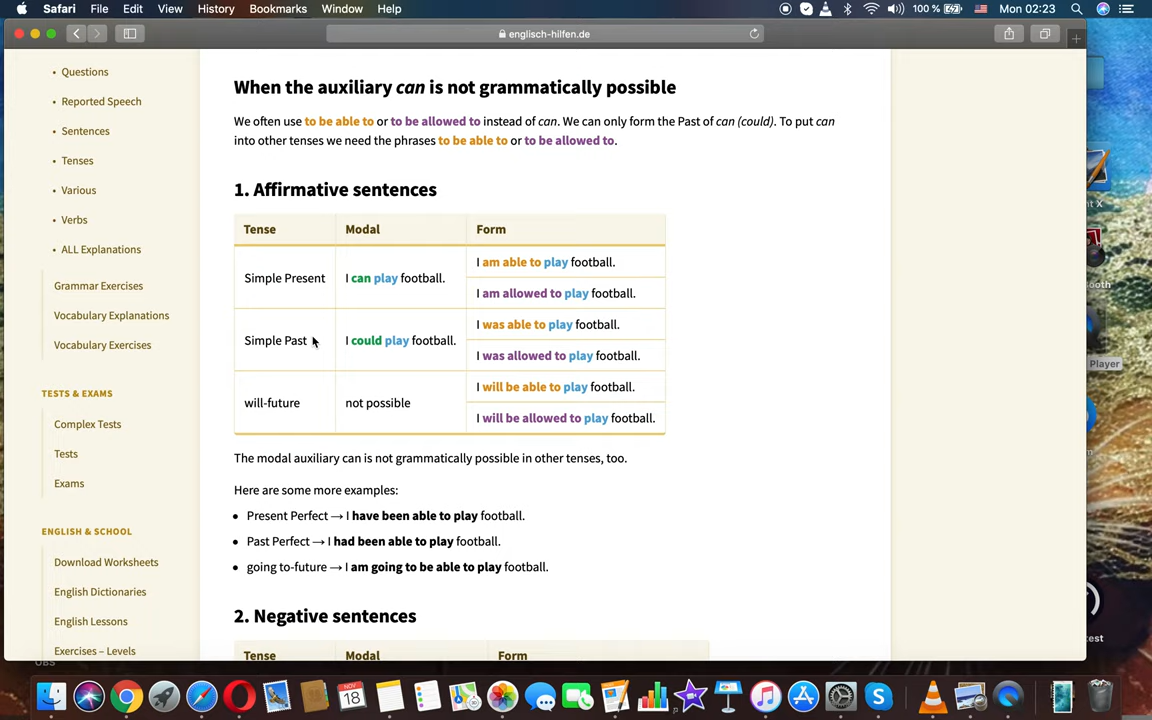 Safari File Edit View History Bookmarks Window Help 100 % Mon 02:23
englisch-hilfen.de
• Questions
• Reported Speech
• Sentences
• Tenses
• Various
• Verbs
• ALL Explanations
Grammar Exercises
Vocabulary Explanations
Vocabulary Exercises
TESTS & EXAMS
Complex Tests
Tests
Exams
ENGLISH & SCHOOL
Download Worksheets
English Dictionaries
English Lessons
Exercises – Levels
When the auxiliary can is not grammatically possible
We often use to be able to or to be allowed to instead of can. We can only form the Past of can (could). To put can
into other tenses we need the phrases to be able to or to be allowed to.
1. Affirmative sentences
Tense Modal Form
Simple Present I can play football. I am able to play football.
I am allowed to play football.
Simple Past I could play football. I was able to play football.
I was allowed to play football.
will-future not possible I will be able to play football.
I will be allowed to play football.
The modal auxiliary can is not grammatically possible in other tenses, too.
Here are some more examples:
• Present Perfect → I have been able to play football.
• Past Perfect → I had been able to play football.
• going to-future → I am going to be able to play football.
2. Negative sentences
Tense Modal Form
nt X
ooth
Player
test
OBS
NOV
18